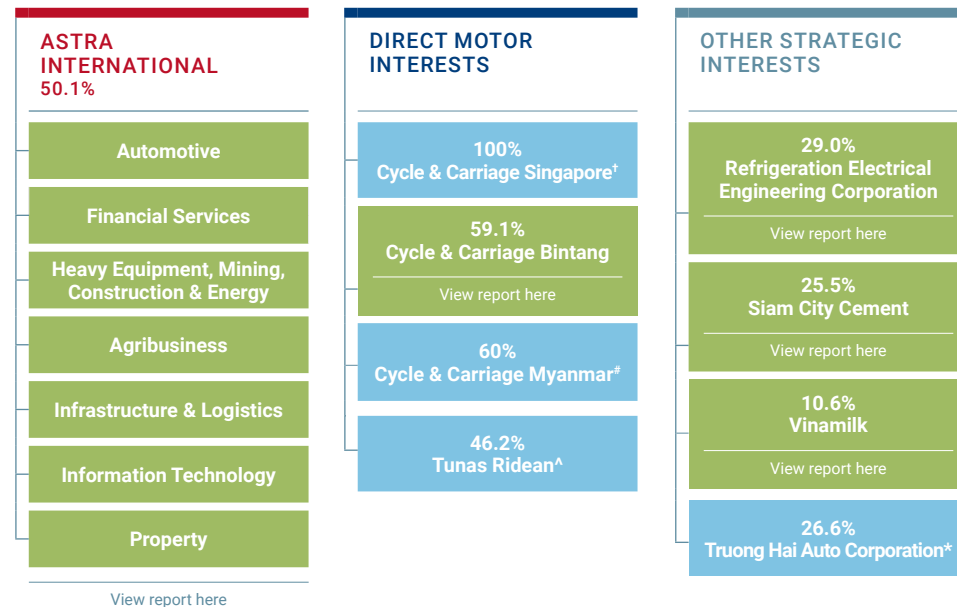 ASTRA
INTERNATIONAL
50.1%
Automotive
Financial Services
Heavy Equipment, Mining,
Construction & Energy
Agribusiness
Infrastructure & Logistics
Information Technology
Property
View report here
DIRECT MOTOR
INTERESTS
100%
Cycle & Carriage Singapore†
59.1%
Cycle & Carriage Bintang
View report here
60%
Cycle & Carriage Myanmar#
46.2%
Tunas Ridean^
OTHER STRATEGIC
INTERESTS
29.0%
Refrigeration Electrical
Engineering Corporation
View report here
25.5%
Siam City Cement
View report here
10.6%
Vinamilk
View report here
26.6%
Truong Hai Auto Corporation*